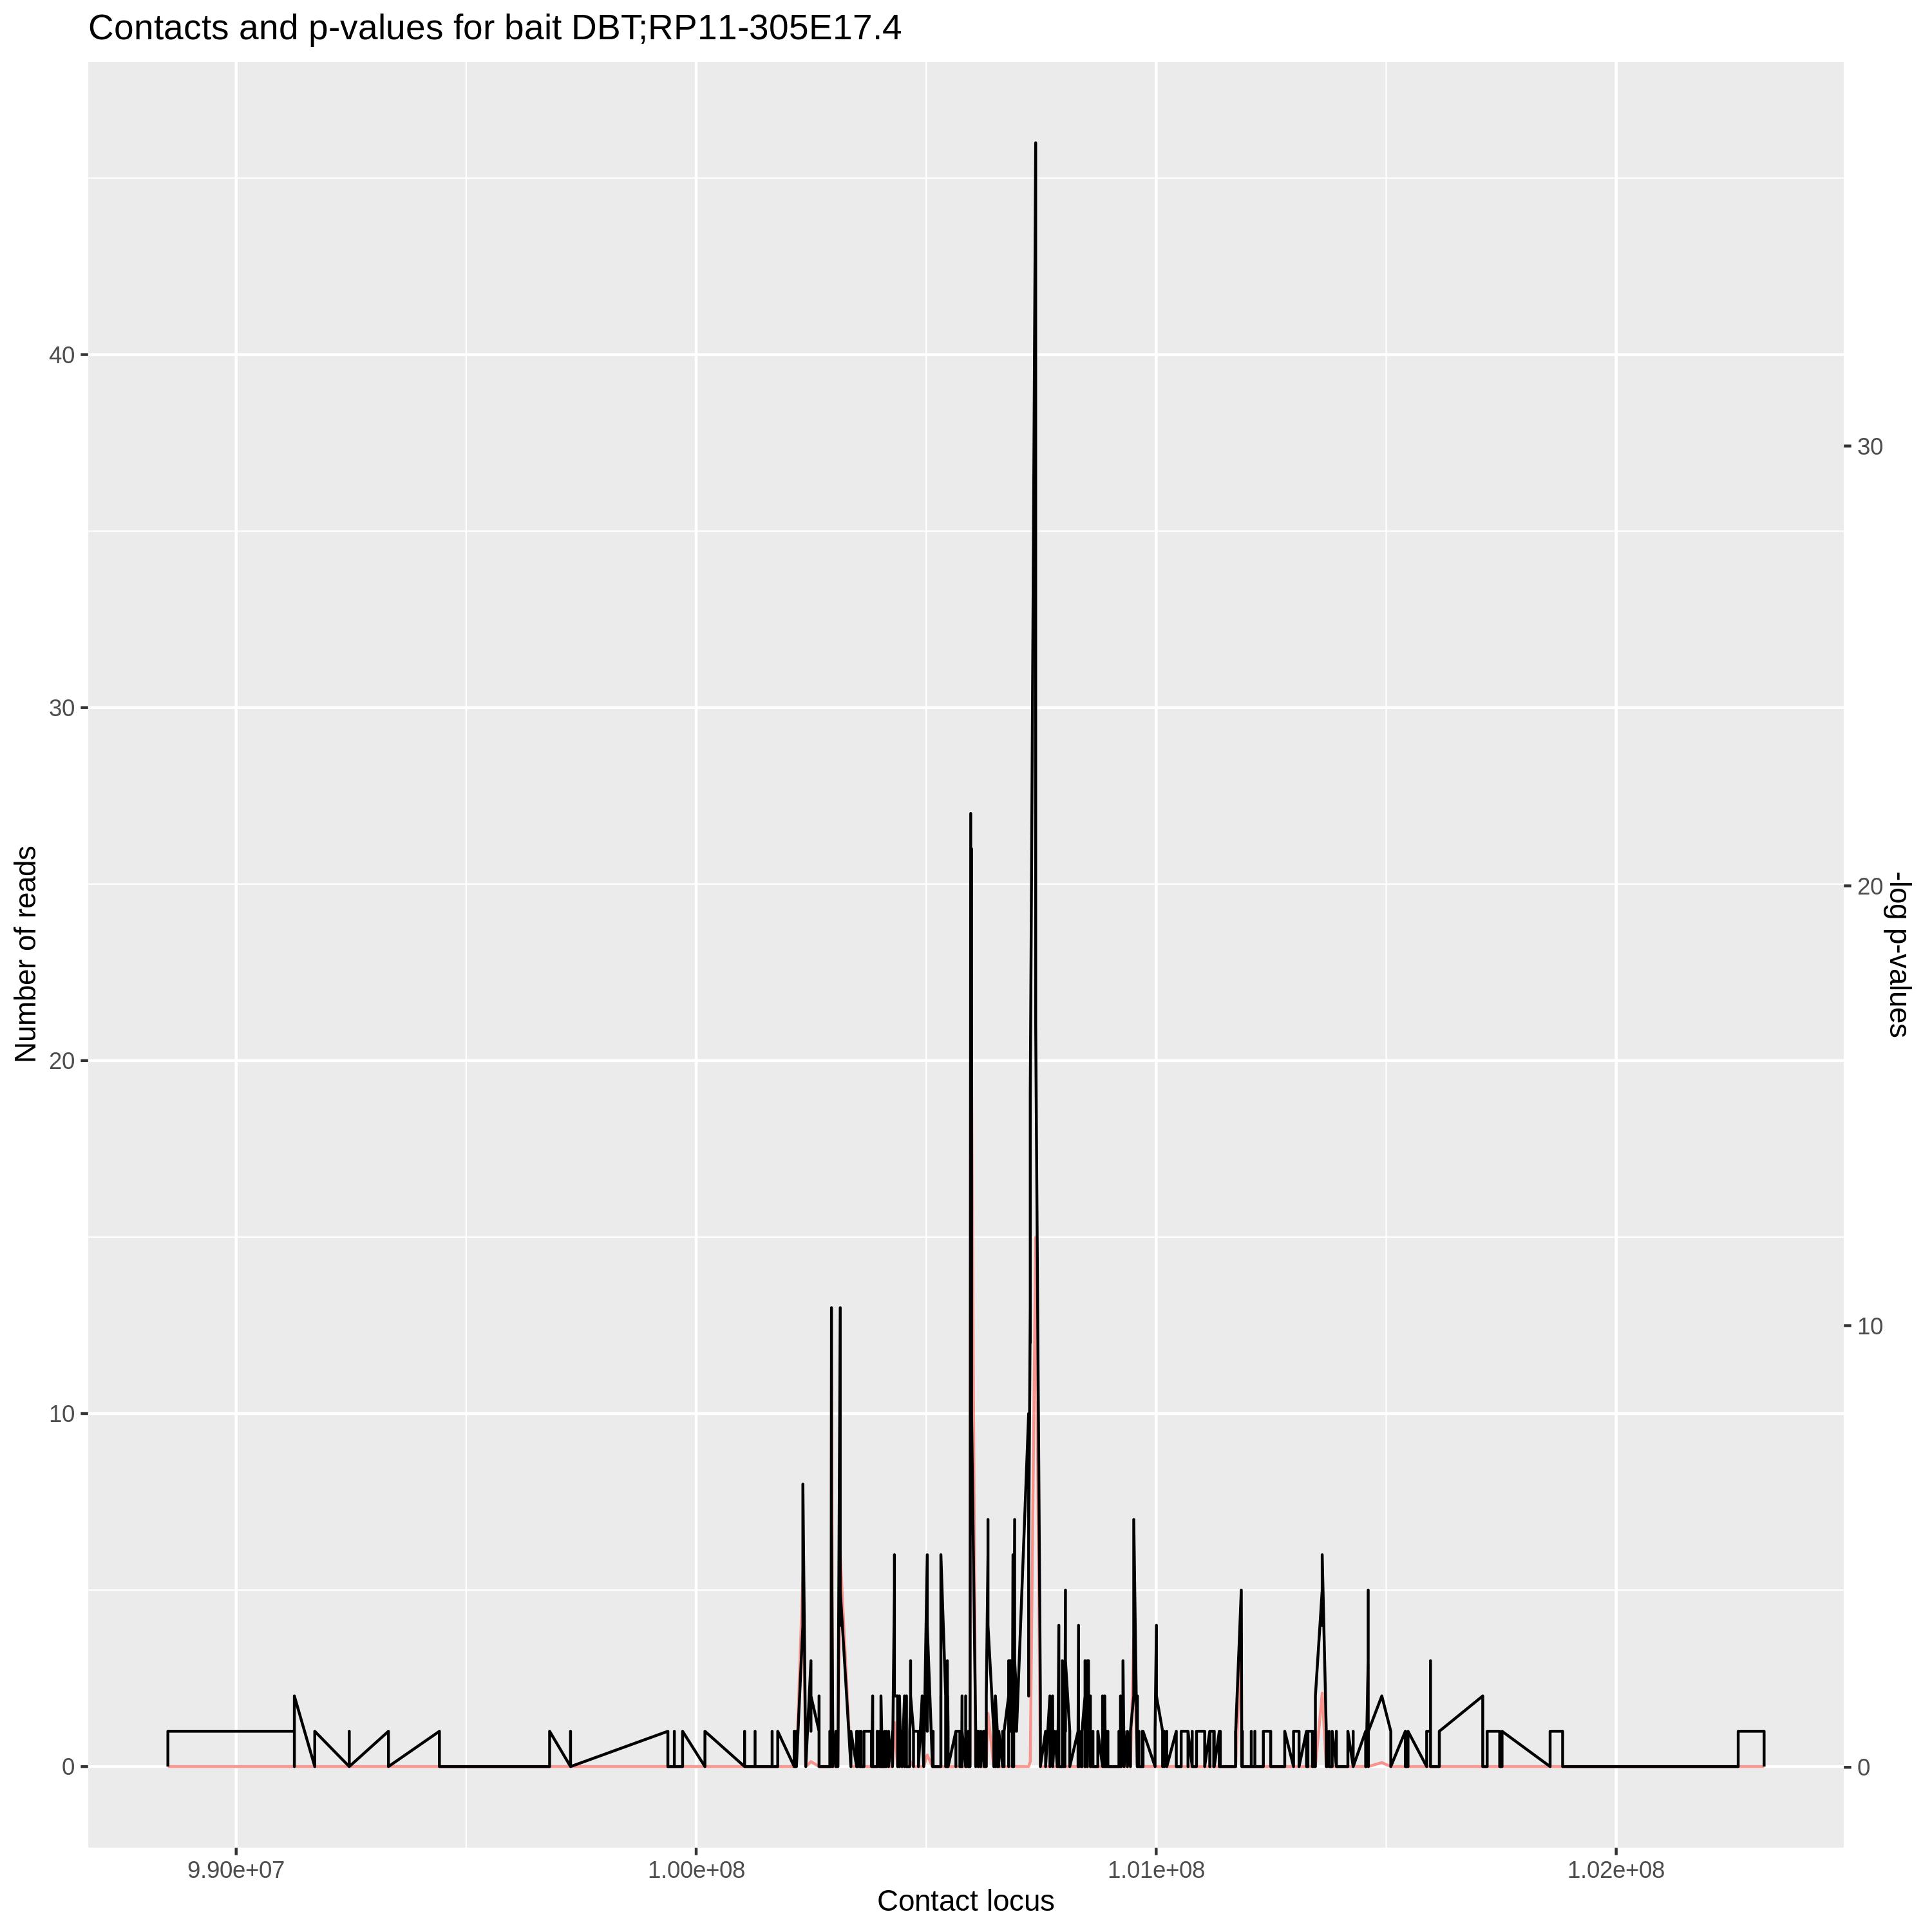 Contacts and p-values for bait DBT;RP11-305E17.4
Number of reads
40
30
20
10
0
30
20
10
0
-log p-values
9.90e+07
1.00e+08
1.01e+08
1.02e+08
Contact locus